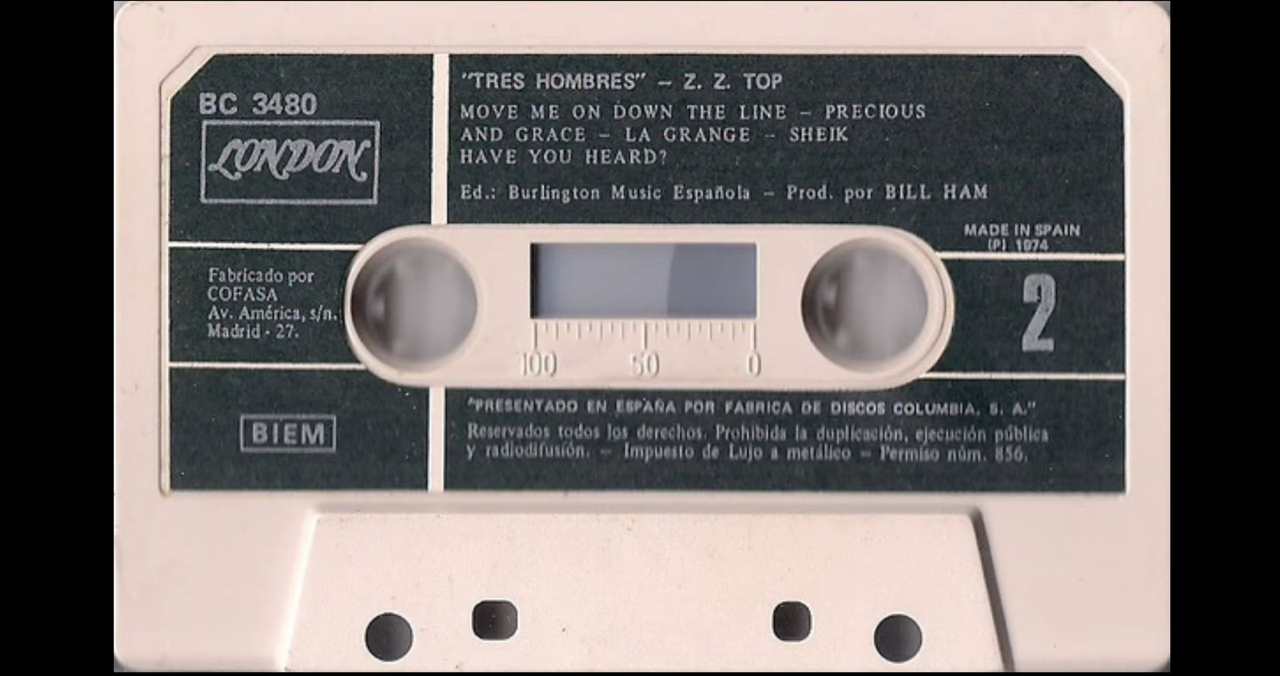 BC 3480
LONDON
"TRES HOMBRES" – Z. Z. TOP
MOVE ME ON DOWN THE LINE – PRECIOUS
AND GRACE – LA GRANGE – SHEIK
HAVE YOU HEARD?
Ed.: Burlington Music Española – Prod. por BILL HAM
MADE IN SPAIN
(P) 1974
Fabricado por
COFASA
Av. América, s/n.
Madrid - 27.
2
100 50 0
BIEM
"PRESENTADO EN ESPAÑA POR FABRICA DE DISCOS COLUMBIA, S. A."
Reservados todos los derechos. Prohibida la duplicación, ejecución pública
y radiodifusión. – Impuesto de Lujo a metálico – Permiso núm. 856.